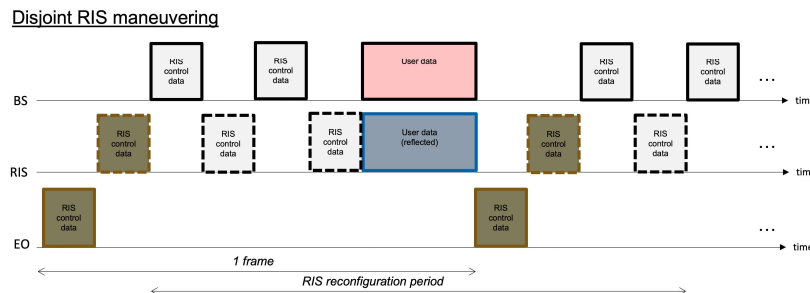 Disjoint RIS maneuvering
RIS
control
data
RIS
control
data
User data
RIS
control
data
RIS
control
data
...
BS
tim
RIS
control
data
RIS
control
data
RIS
control
data
User data
(reflected)
RIS
control
data
RIS
control
data
...
RIS
tim
RIS
control
data
RIS
control
data
...
EO
time
1 frame
RIS reconfiguration period